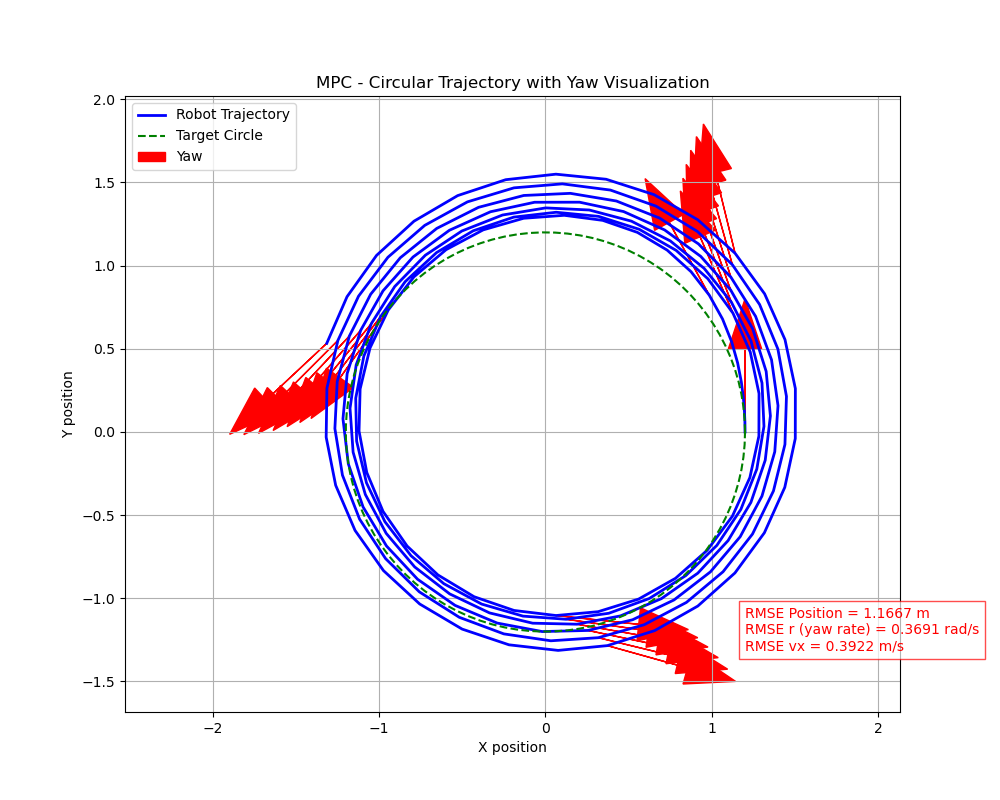 MPC - Circular Trajectory with Yaw Visualization
2.0
1.5
1.0
0.5
0.0
−0.5
−1.0
−1.5
Y position
Robot Trajectory
Target Circle
Yaw
RMSE Position = 1.1667 m
RMSE r (yaw rate) = 0.3691 rad/s
RMSE vx = 0.3922 m/s
−2 −1 0 1 2
X position